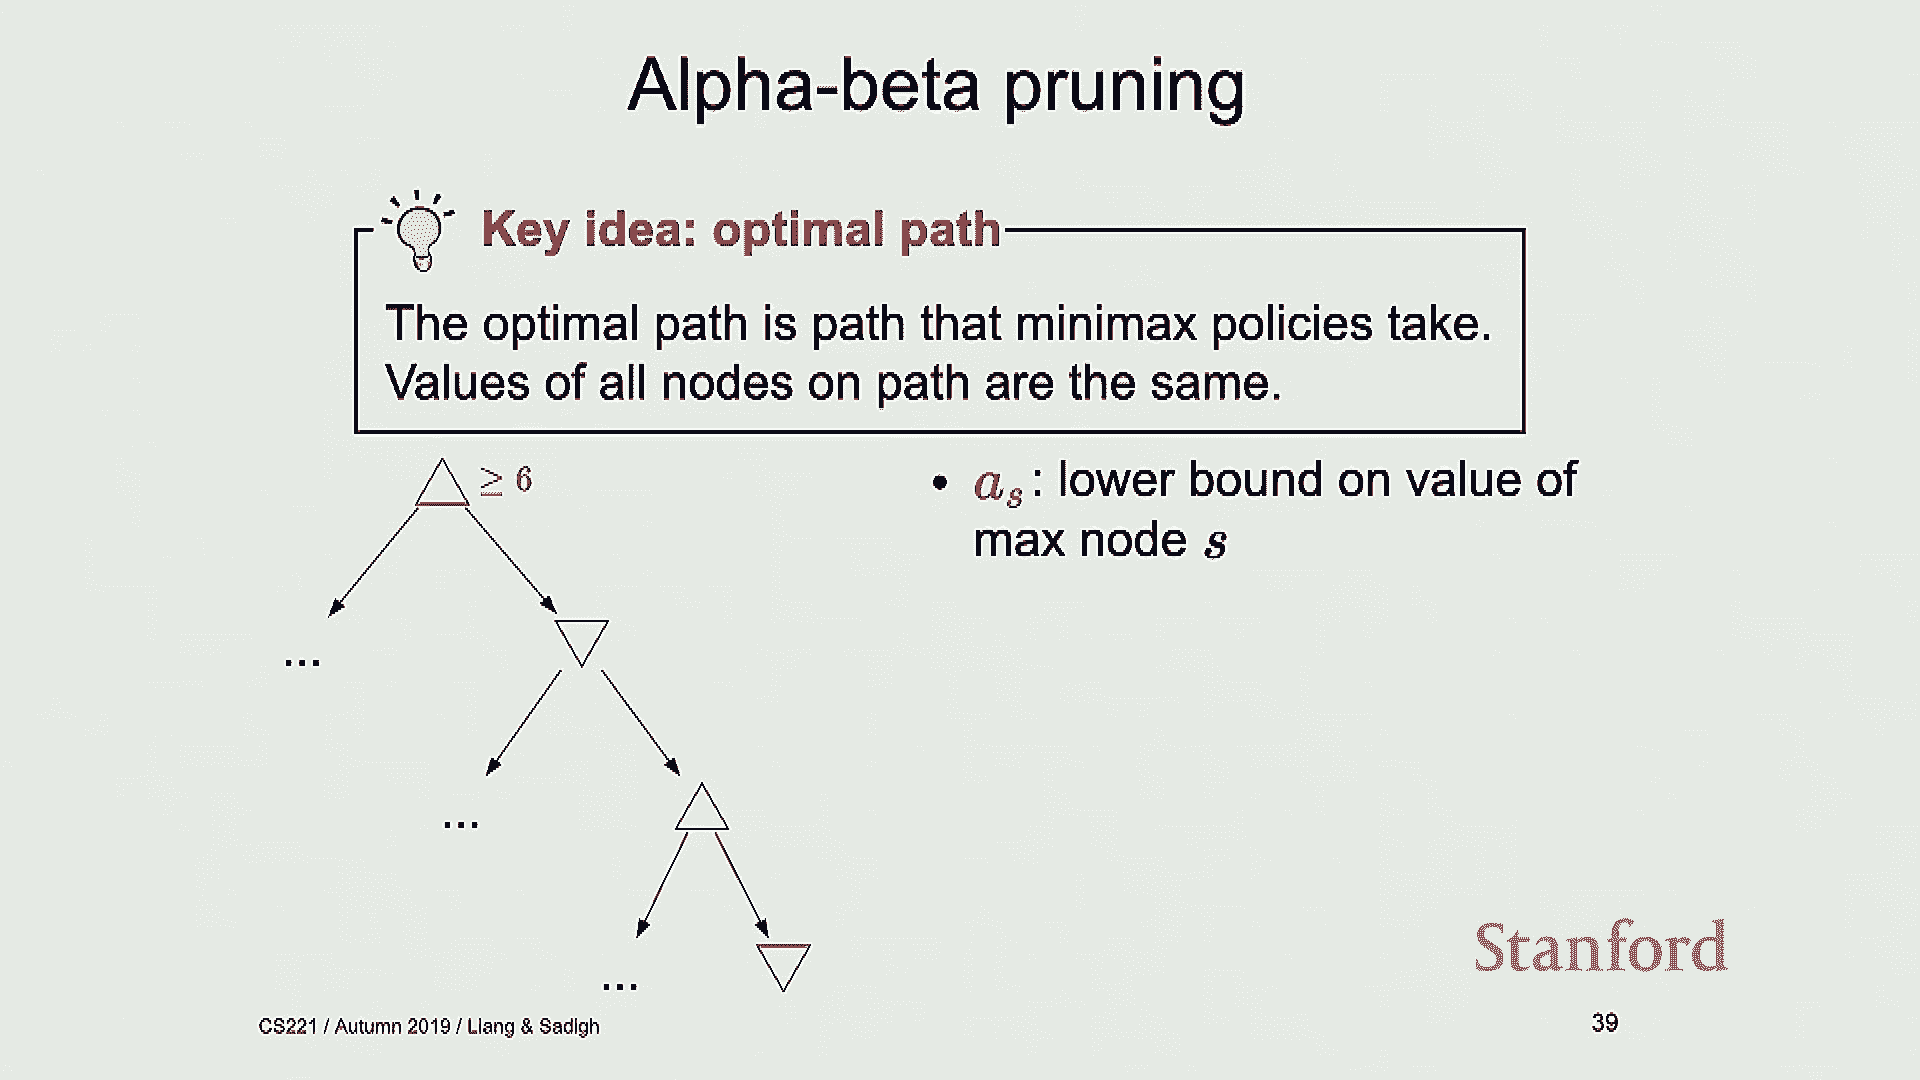 Alpha-beta pruning
Key idea: optimal path
The optimal path is path that minimax policies take.
Values of all nodes on path are the same.
≥ 6
• a_s: lower bound on value of
max node s
...
...
...
Stanford
CS221 / Autumn 2019 / Liang & Sadigh
39